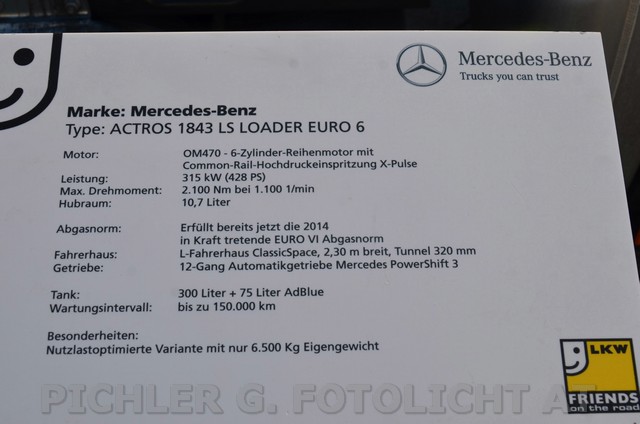 Mercedes-Benz
Trucks you can trust
Marke: Mercedes-Benz
Type: ACTROS 1843 LS LOADER EURO 6
Motor: OM470 - 6-Zylinder-Reihenmotor mit
Common-Rail-Hochdruckeinspritzung X-Pulse
Leistung: 315 kW (428 PS)
Max. Drehmoment: 2.100 Nm bei 1.100 1/min
Hubraum: 10,7 Liter
Abgasnorm: Erfüllt bereits jetzt die 2014
in Kraft tretende EURO VI Abgasnorm
Fahrerhaus: L-Fahrerhaus ClassicSpace, 2,30 m breit, Tunnel 320 mm
Getriebe: 12-Gang Automatikgetriebe Mercedes PowerShift 3
Tank: 300 Liter + 75 Liter AdBlue
Wartungsintervall: bis zu 150.000 km
Besonderheiten:
Nutzlastoptimierte Variante mit nur 6.500 Kg Eigengewicht
LKW
FRIENDS
on the road
PICHLER G. FOTOLICHT AT